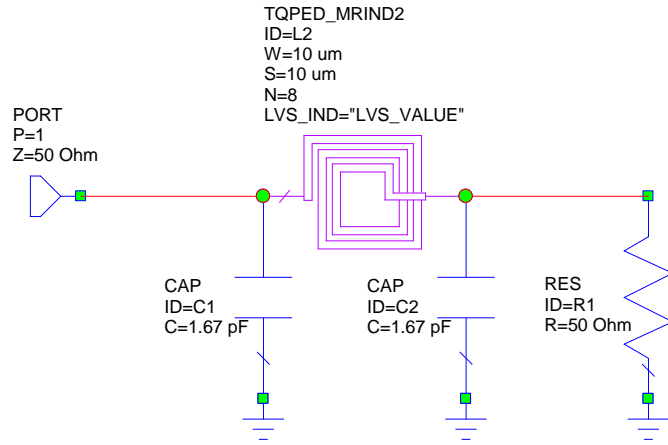 TQPED_MRIND2
ID=L2
W=10 um
S=10 um
N=8
LVS_IND="LVS_VALUE"
PORT
P=1
Z=50 Ohm
CAP
ID=C1
C=1.67 pF
CAP
ID=C2
C=1.67 pF
RES
ID=R1
R=50 Ohm